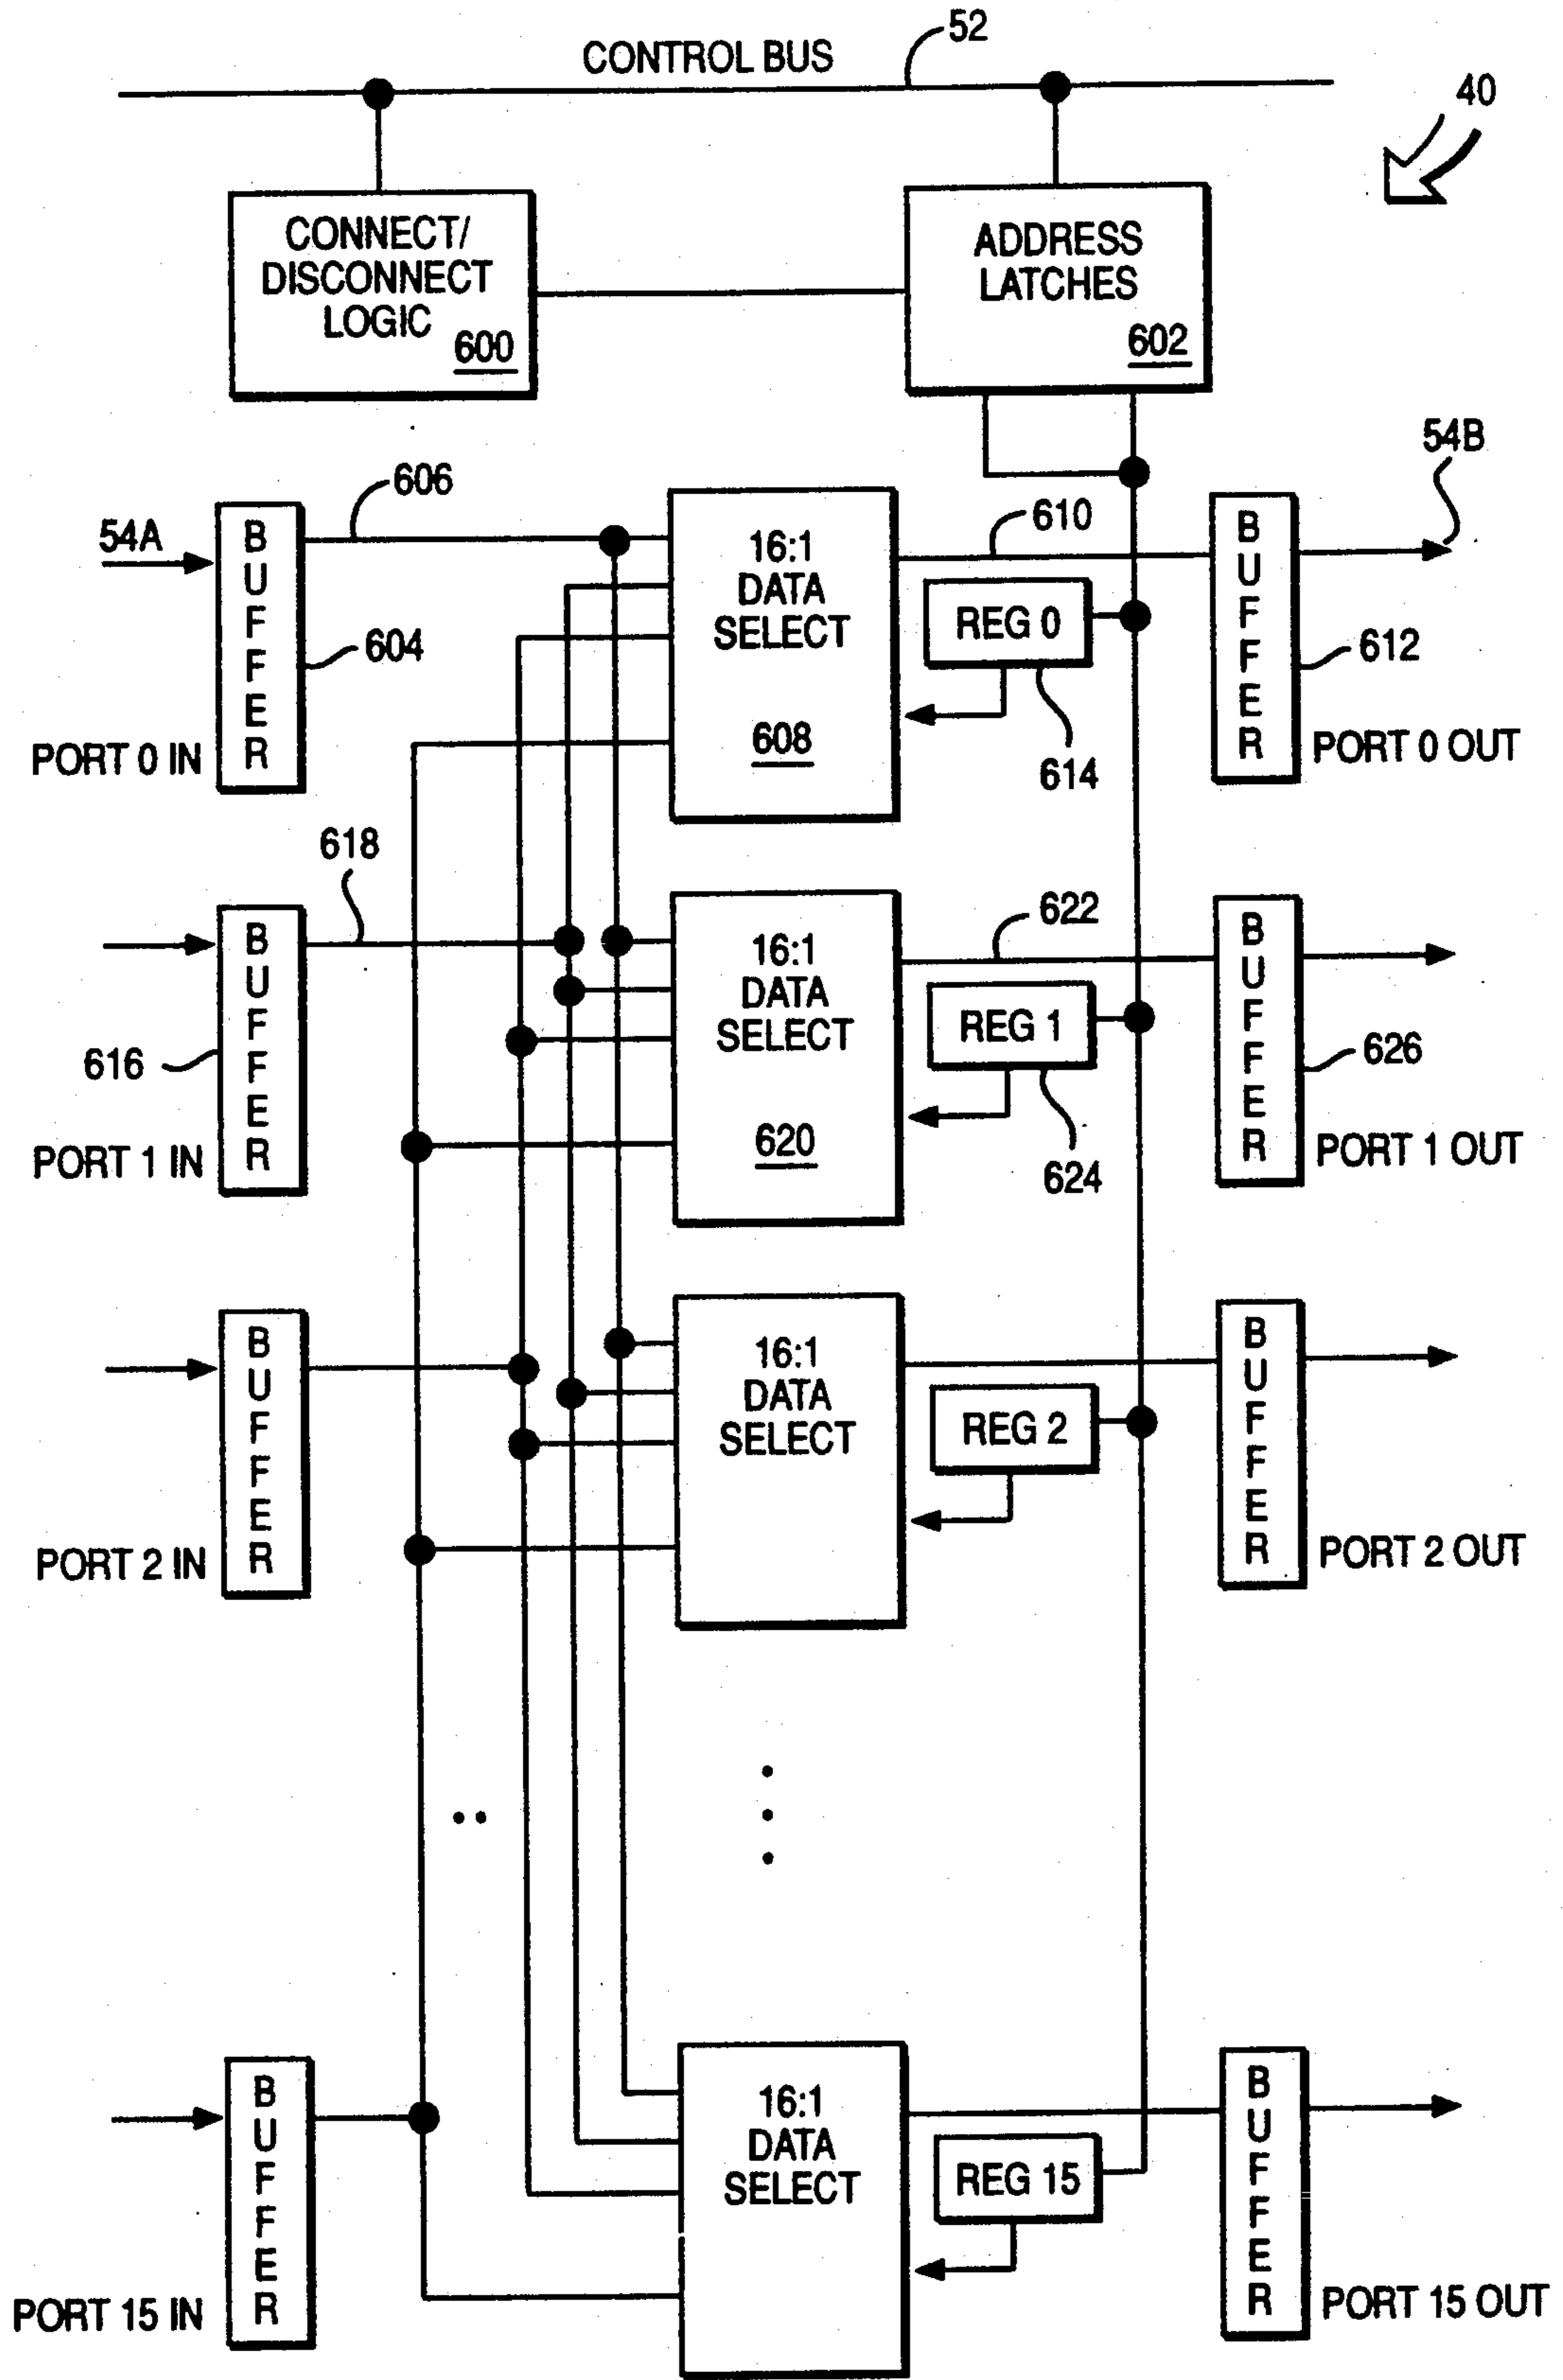 52
CONTROL BUS
40
CONNECT/
DISCONNECT
LOGIC
600
ADDRESS
LATCHES
602
54B
606
54A
BUFFER
604
PORT 0 IN
16:1
DATA
SELECT
608
610
REG 0
614
BUFFER
612
PORT 0 OUT
618
BUFFER
616
PORT 1 IN
16:1
DATA
SELECT
620
622
REG 1
624
BUFFER
626
PORT 1 OUT
BUFFER
PORT 2 IN
16:1
DATA
SELECT
REG 2
BUFFER
PORT 2 OUT
BUFFER
PORT 15 IN
16:1
DATA
SELECT
REG 15
BUFFER
PORT 15 OUT